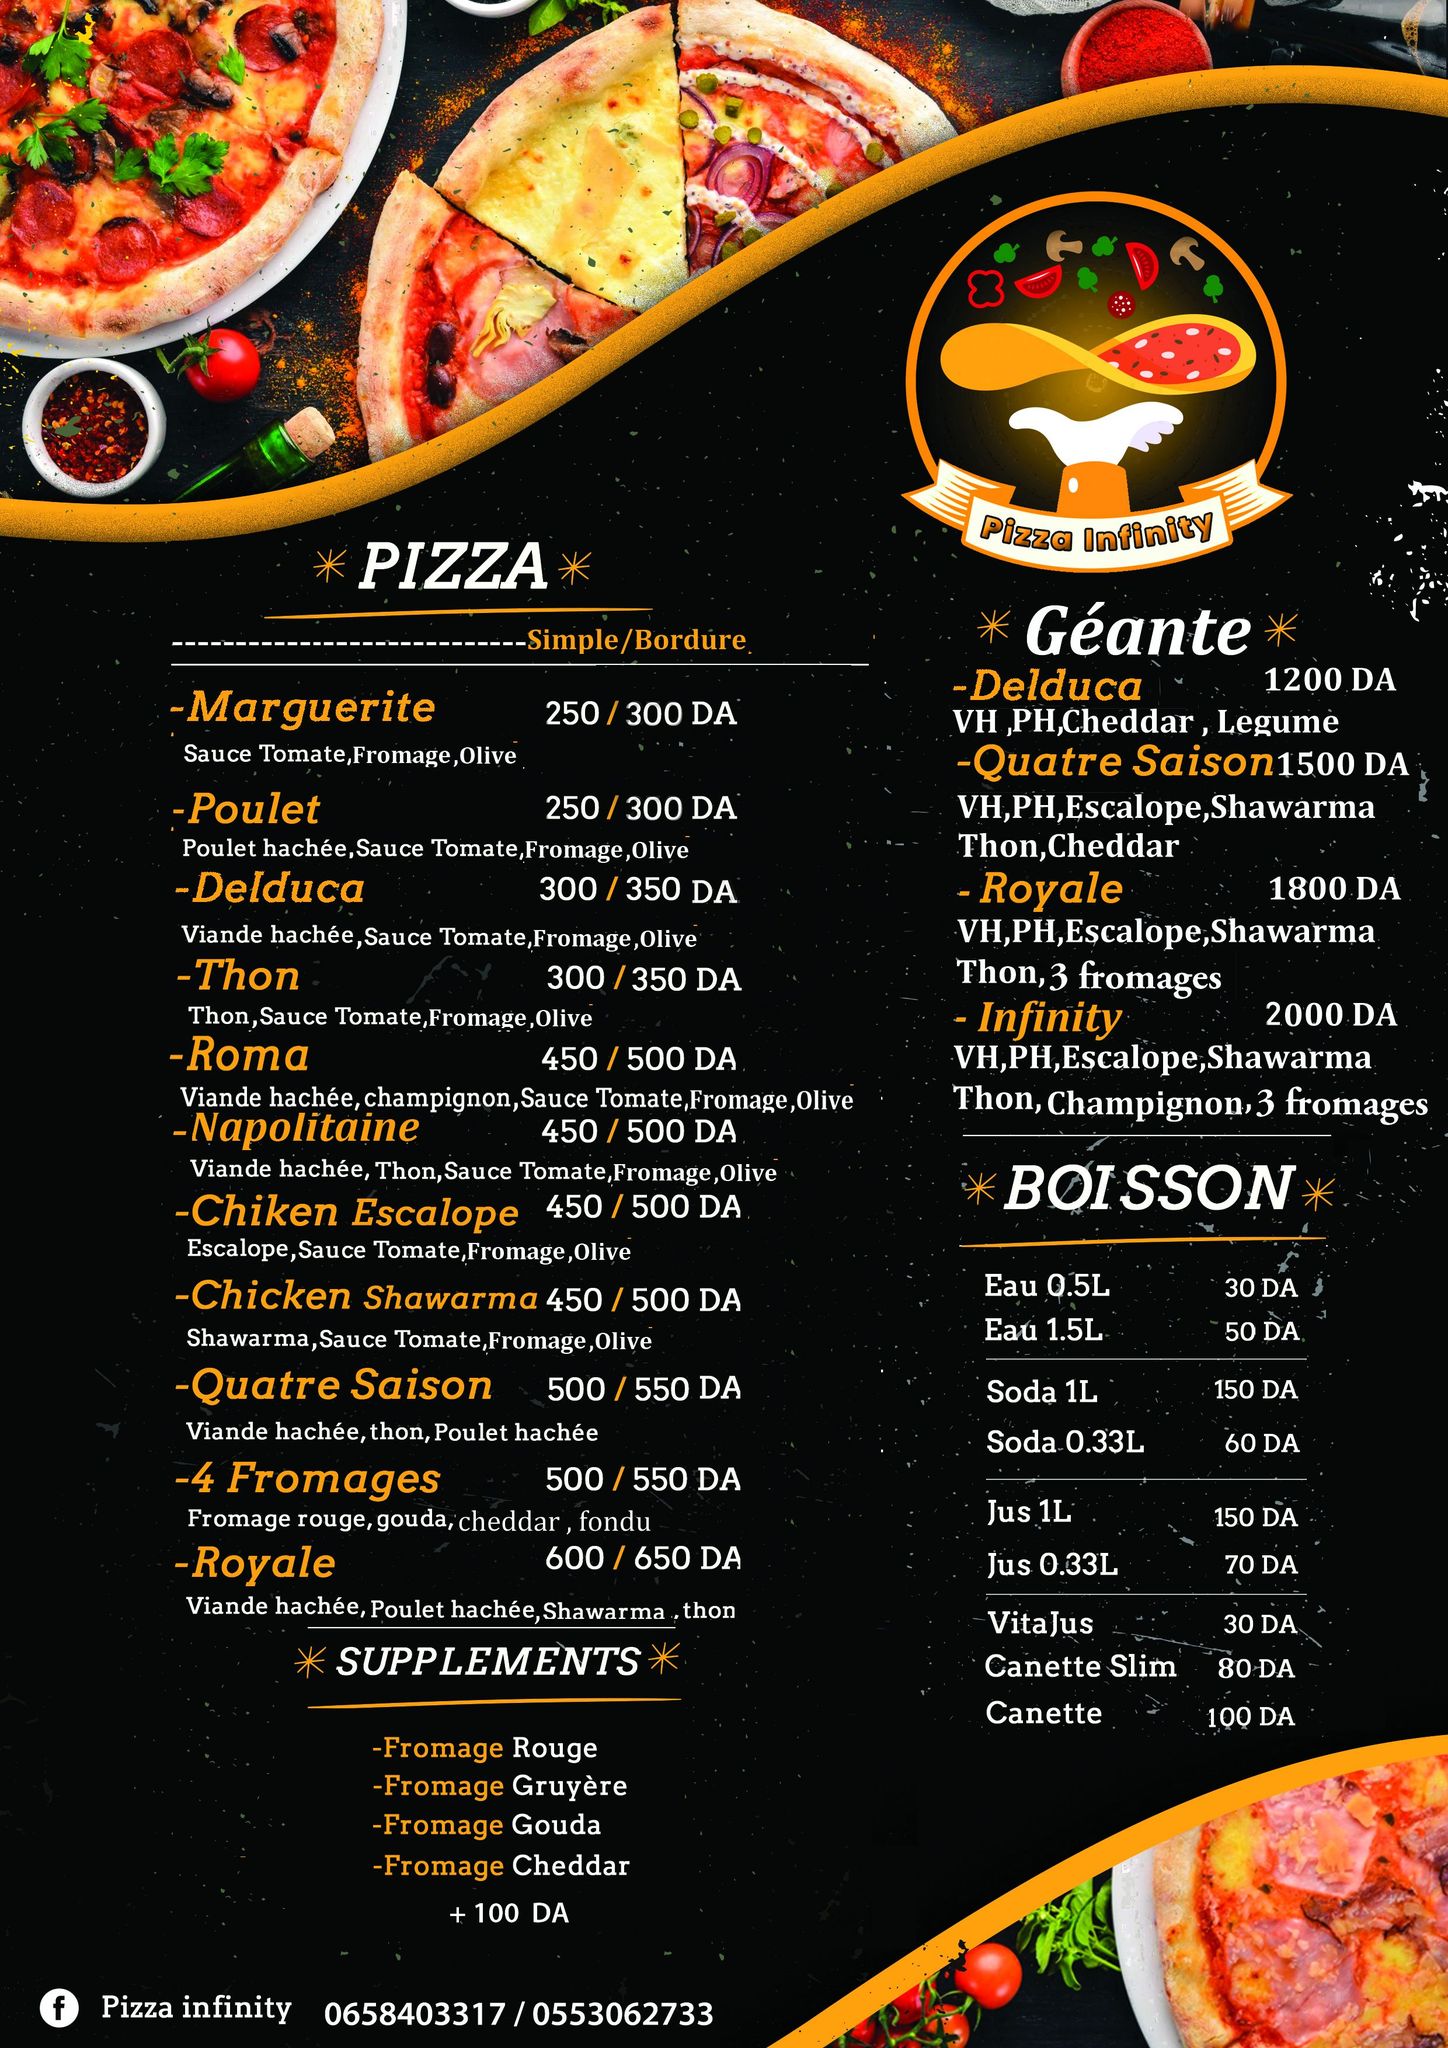 Pizza Infinity
PIZZA
---------------------------Simple/Bordure
-Marguerite 250 / 300 DA
Sauce Tomate,Fromage,Olive
-Poulet 250 / 300 DA
Poulet hachée,Sauce Tomate,Fromage,Olive
-Delduca 300 / 350 DA
Viande hachée,Sauce Tomate,Fromage,Olive
-Thon 300 / 350 DA
Thon,Sauce Tomate,Fromage,Olive
-Roma 450 / 500 DA
Viande hachée,champignon,Sauce Tomate,Fromage,Olive
-Napolitaine 450 / 500 DA
Viande hachée, Thon,Sauce Tomate,Fromage,Olive
-Chiken Escalope 450 / 500 DA
Escalope,Sauce Tomate,Fromage,Olive
-Chicken Shawarma 450 / 500 DA
Shawarma,Sauce Tomate,Fromage,Olive
-Quatre Saison 500 / 550 DA
Viande hachée,thon,Poulet hachée
-4 Fromages 500 / 550 DA
Fromage rouge,gouda,cheddar , fondu
-Royale 600 / 650 DA
Viande hachée,Poulet hachée,Shawarma ,thon
SUPPLEMENTS
-Fromage Rouge
-Fromage Gruyère
-Fromage Gouda
-Fromage Cheddar
+ 100 DA
Géante
-Delduca 1200 DA
VH ,PH,Cheddar , Legume
-Quatre Saison 1500 DA
VH,PH,Escalope,Shawarma
Thon,Cheddar
- Royale 1800 DA
VH,PH,Escalope,Shawarma
Thon, 3 fromages
- Infinity 2000 DA
VH,PH,Escalope,Shawarma
Thon, Champignon, 3 fromages
BOISSON
Eau 0.5L 30 DA
Eau 1.5L 50 DA
Soda 1L 150 DA
Soda 0.33L 60 DA
Jus 1L 150 DA
Jus 0.33L 70 DA
VitaJus 30 DA
Canette Slim 80 DA
Canette 100 DA
f Pizza infinity 0658403317 / 0553062733